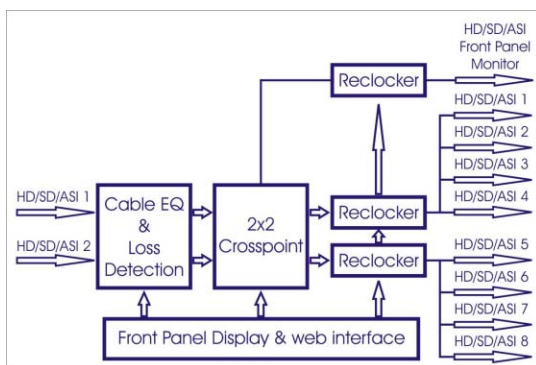 HD/SD/ASI
Front Panel
Monitor
Reclocker
HD/SD/ASI 1
HD/SD/ASI 2
HD/SD/ASI 3
HD/SD/ASI 4
HD/SD/ASI 1
HD/SD/ASI 2
Cable EQ
&
Loss
Detection
2x2
Crosspoint
Reclocker
Reclocker
HD/SD/ASI 5
HD/SD/ASI 6
HD/SD/ASI 7
HD/SD/ASI 8
Front Panel Display & web interface